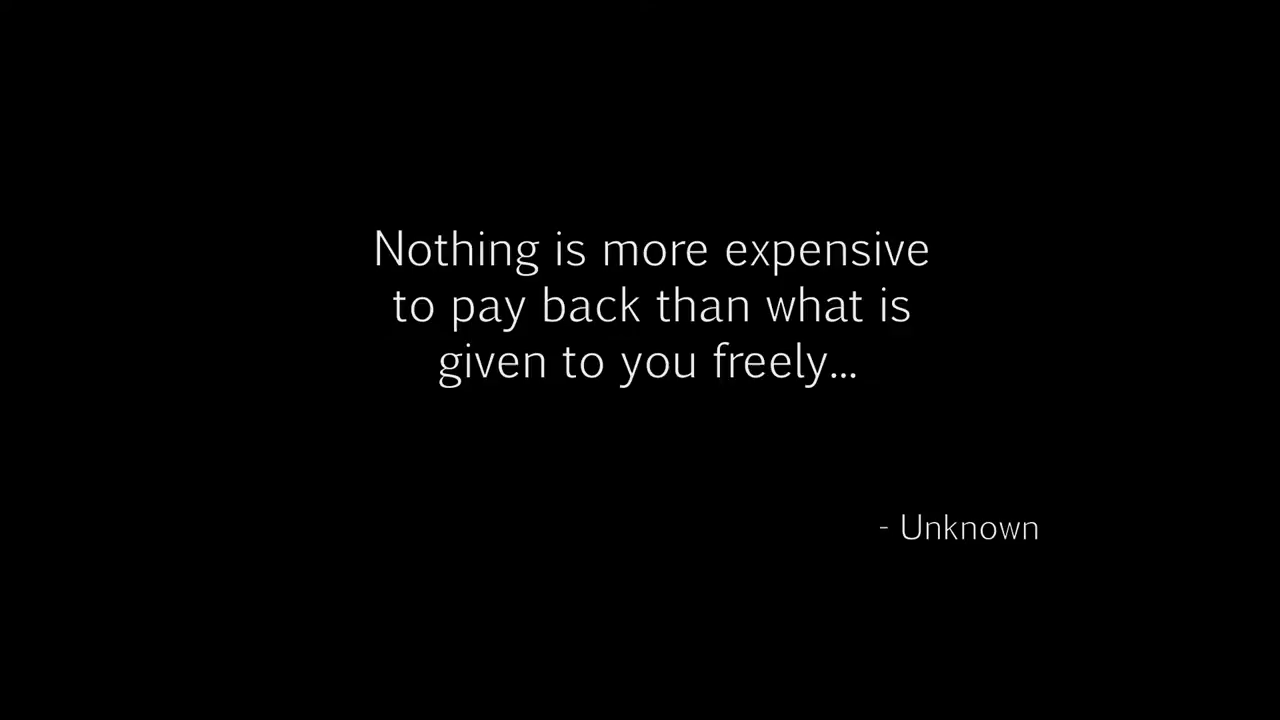 Nothing is more expensive
to pay back than what is
given to you freely...
- Unknown